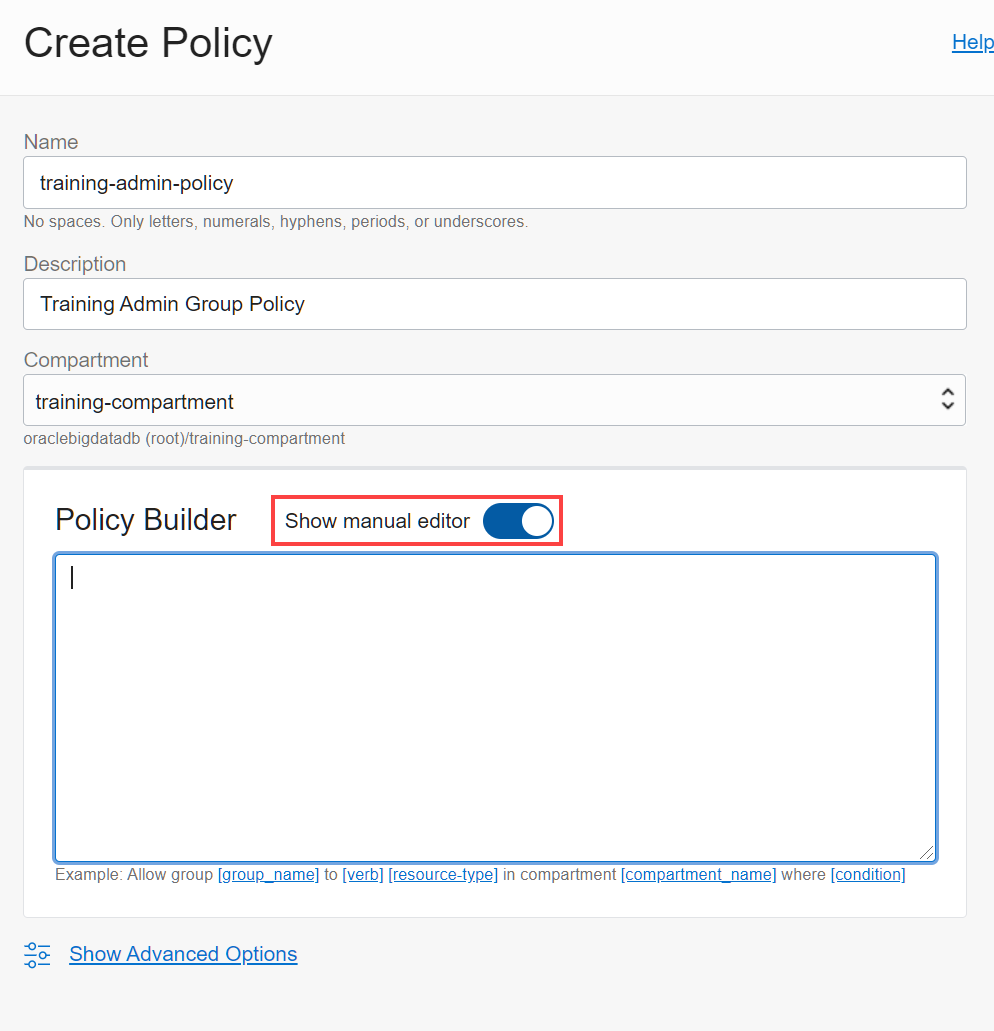 Create Policy
Help
Name
training-admin-policy
No spaces. Only letters, numerals, hyphens, periods, or underscores.
Description
Training Admin Group Policy
Compartment
training-compartment
oraclebigdatadb (root)/training-compartment
Policy Builder
Show manual editor
Example: Allow group [group_name] to [verb] [resource-type] in compartment [compartment_name] where [condition]
Show Advanced Options